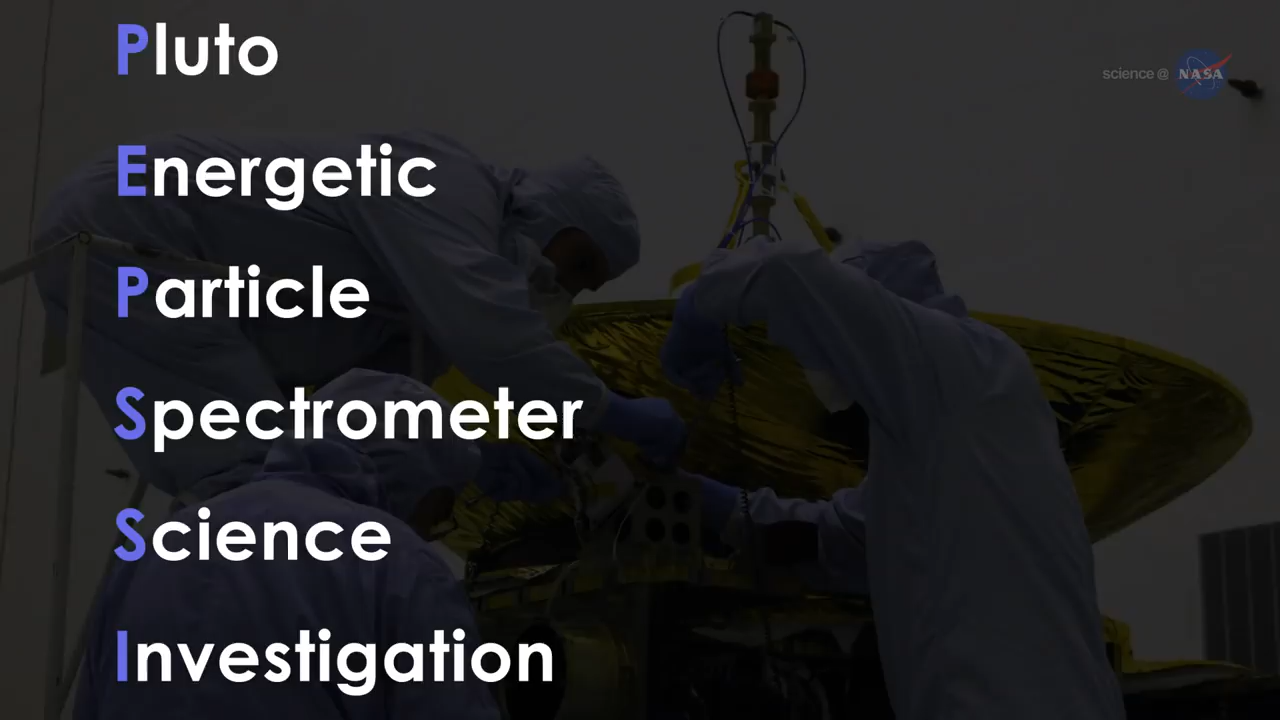 Pluto
science@ NASA
Energetic
Particle
Spectrometer
Science
Investigation